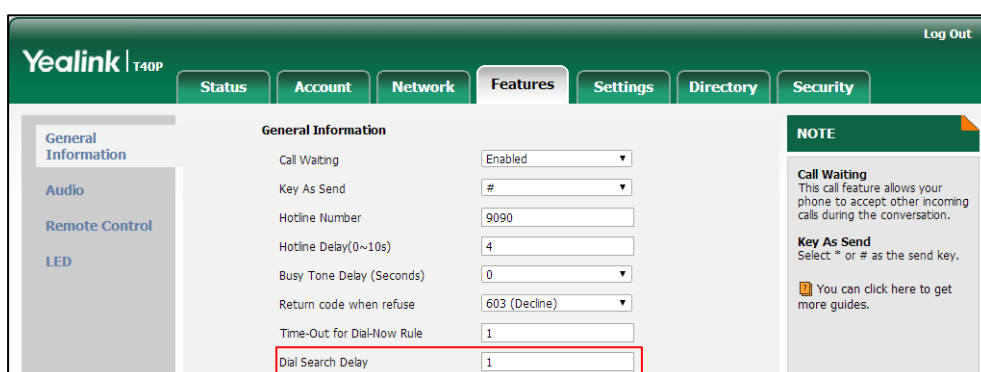 Log Out
Yealink | T40P
Status Account Network Features Settings Directory Security
General
Information
Audio
Remote Control
LED
General Information
Call Waiting Enabled
Key As Send #
Hotline Number 9090
Hotline Delay(0~10s) 4
Busy Tone Delay (Seconds) 0
Return code when refuse 603 (Decline)
Time-Out for Dial-Now Rule 1
Dial Search Delay 1
NOTE
Call Waiting
This call feature allows your
phone to accept other incoming
calls during the conversation.
Key As Send
Select * or # as the send key.
You can click here to get
more guides.